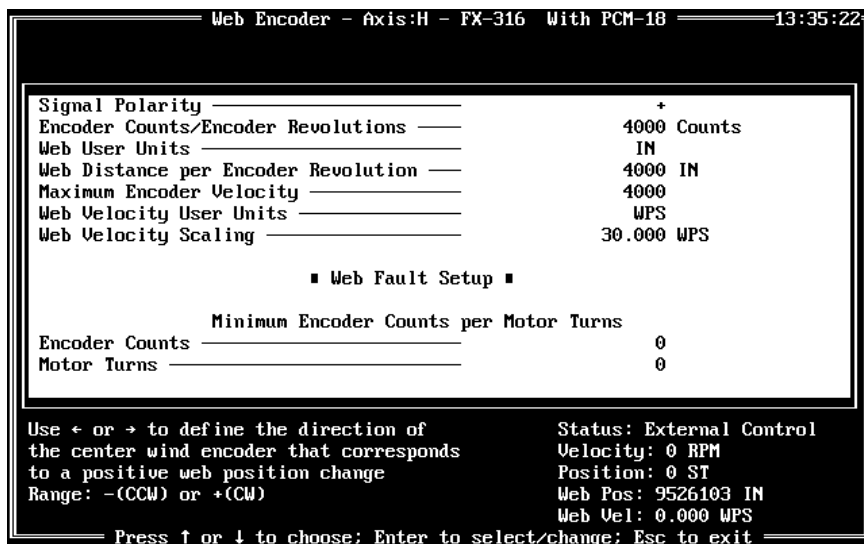 Web Encoder - Axis:H - FX-316 With PCM-18 13:35:22
Signal Polarity +
Encoder Counts/Encoder Revolutions 4000 Counts
Web User Units IN
Web Distance per Encoder Revolution 4000 IN
Maximum Encoder Velocity 4000
Web Velocity User Units WPS
Web Velocity Scaling 30.000 WPS
■ Web Fault Setup ■
Minimum Encoder Counts per Motor Turns
Encoder Counts 0
Motor Turns 0
Use ← or → to define the direction of
the center wind encoder that corresponds
to a positive web position change
Range: -(CCW) or +(CW)
Status: External Control
Velocity: 0 RPM
Position: 0 ST
Web Pos: 9526103 IN
Web Vel: 0.000 WPS
Press ↑ or ↓ to choose; Enter to select/change; Esc to exit